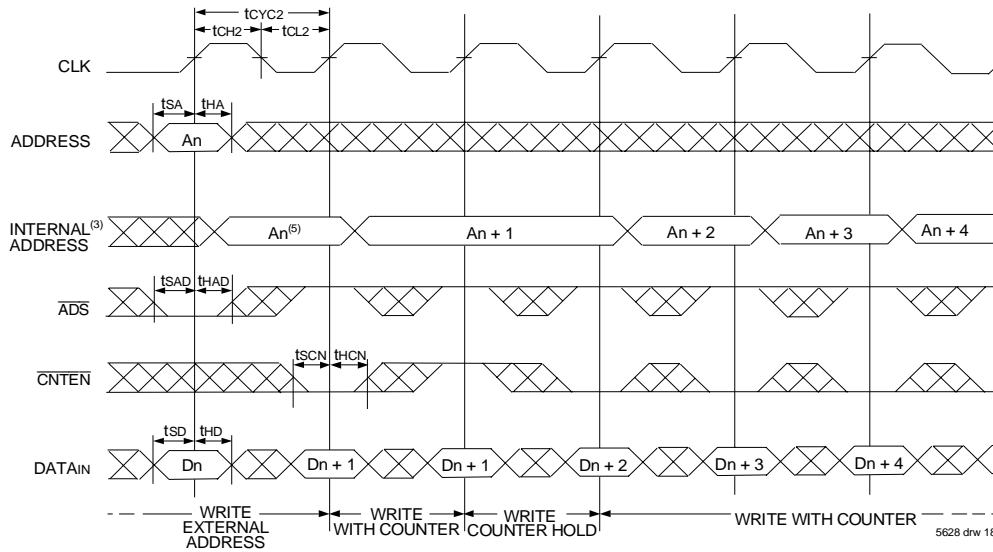 tCYC2
tCH2 tCL2
CLK
tSA tHA
ADDRESS An
INTERNAL(3)
ADDRESS An(5) An + 1 An + 2 An + 3 An + 4
tSAD tHAD
ADS
tSCN tHCN
CNTEN
tSD tHD
DATAIN Dn Dn + 1 Dn + 1 Dn + 2 Dn + 3 Dn + 4
WRITE
EXTERNAL
ADDRESS
WRITE
WITH COUNTER
WRITE
COUNTER HOLD
WRITE WITH COUNTER
5628 drw 18